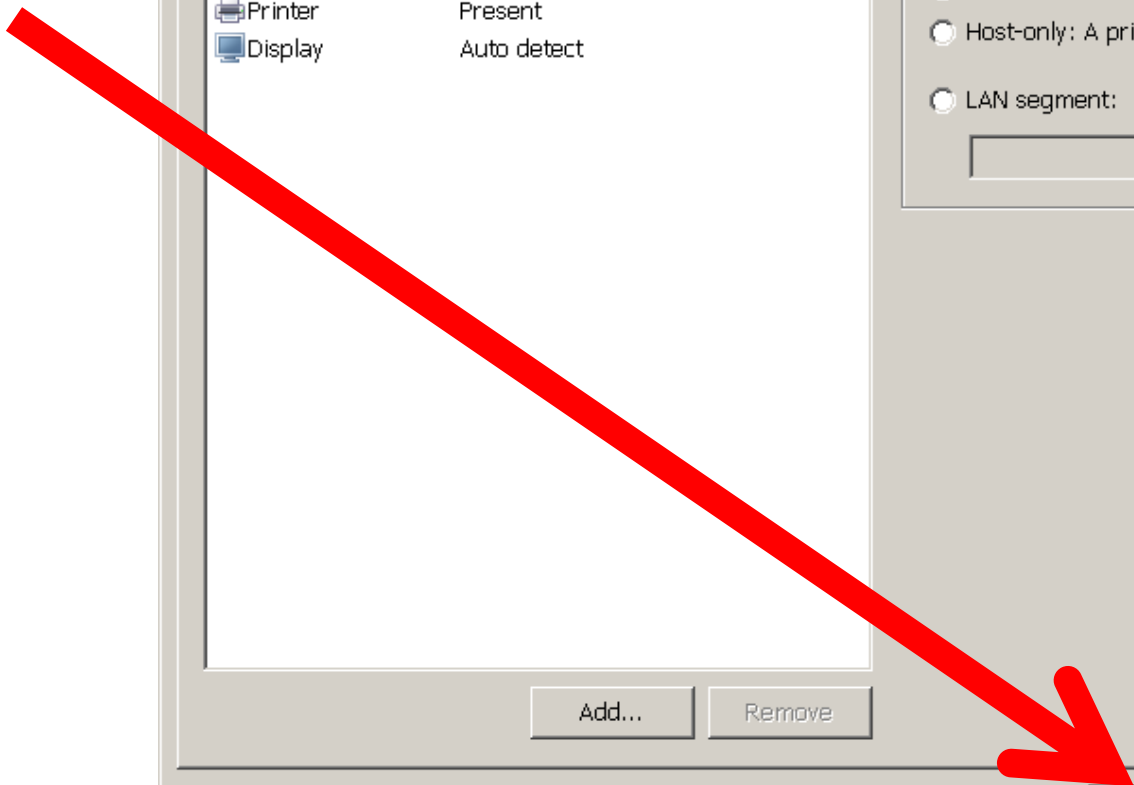 Printer Present
Display Auto detect
Host-only: A pri
LAN segment:
Add... Remove